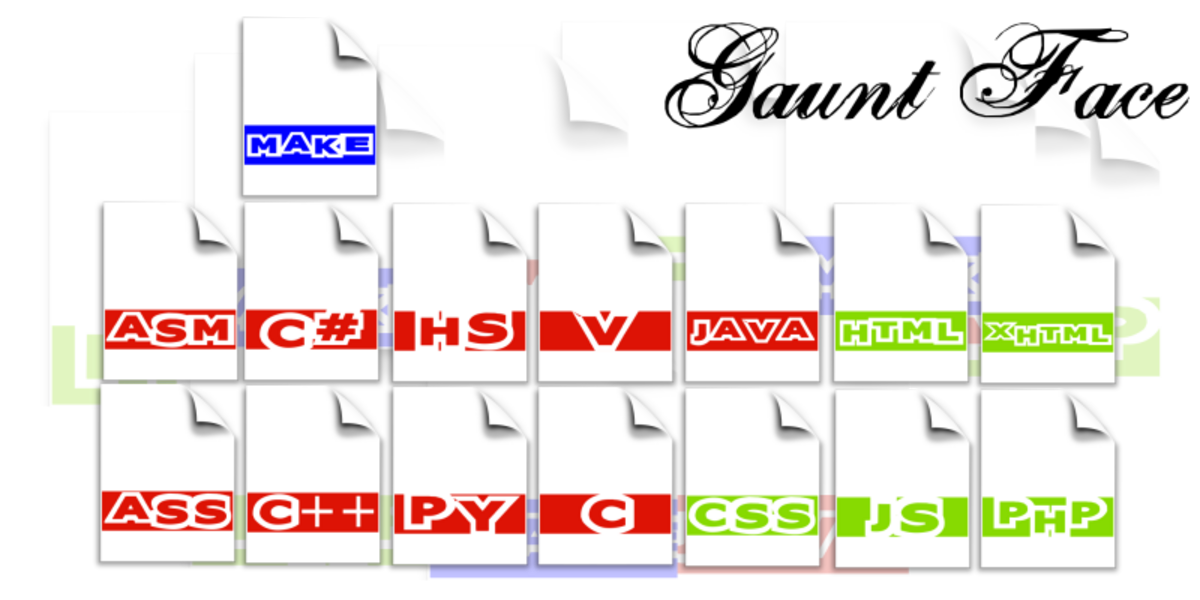 Gaunt Face
MAKE
ASM C# HS V JAVA HTML XHTML
ASS C++ PY C CSS JS PHP